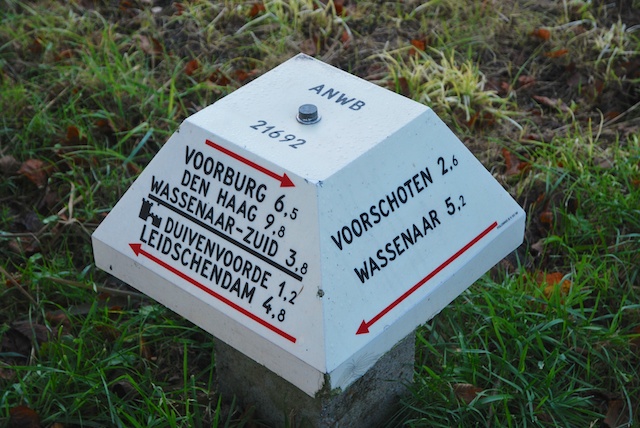 ANWB
21692
VOORBURG 6,5
DEN HAAG 9,8
WASSENAAR-ZUID 3,8
DUIVENVOORDE 1,2
LEIDSCHENDAM 4,8
VOORSCHOTEN 2,6
WASSENAAR 5,2